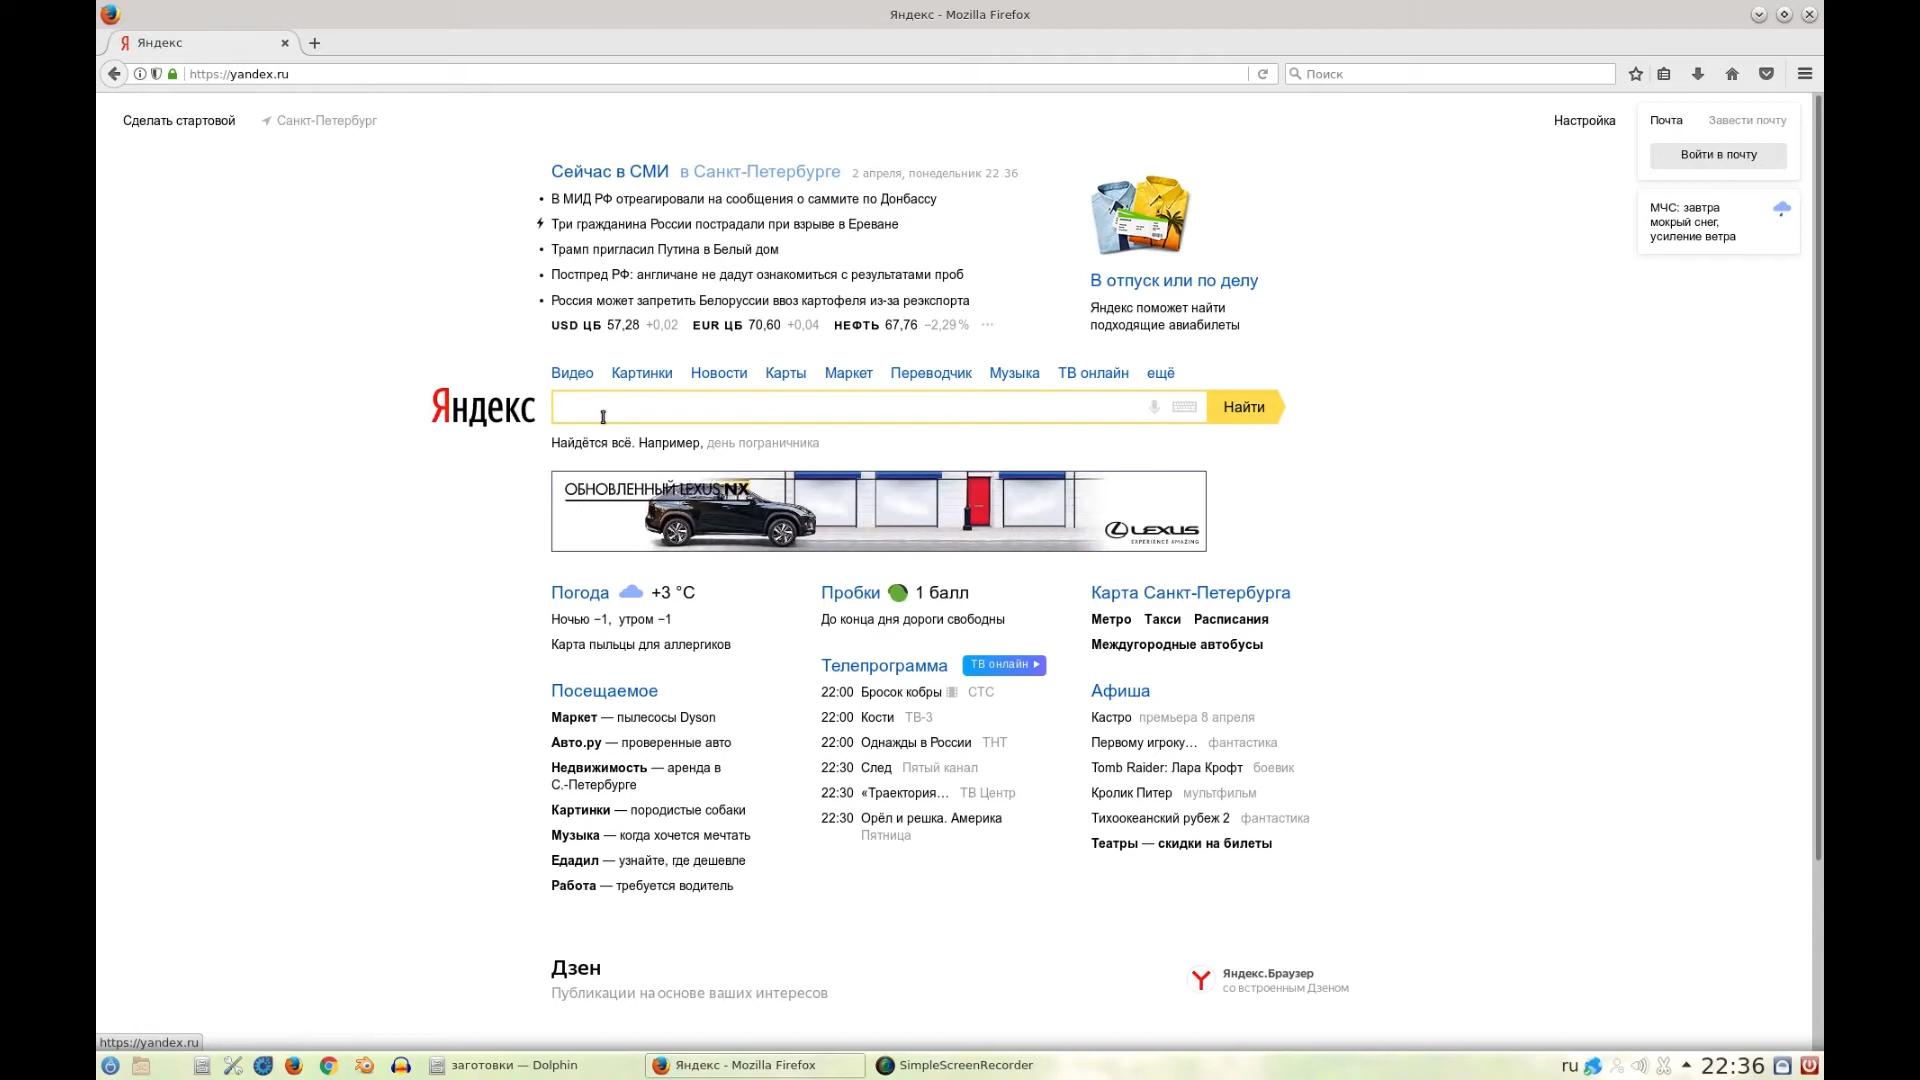 Яндекс - Mozilla Firefox
Яндекс
https://yandex.ru
Поиск
Сделать стартовой Санкт-Петербург
Настройка
Почта Завести почту
Войти в почту
МЧС: завтра
мокрый снег,
усиление ветра
Сейчас в СМИ в Санкт-Петербурге 2 апреля, понедельник 22 36
В МИД РФ отреагировали на сообщения о саммите по Донбассу
Три гражданина России пострадали при взрыве в Ереване
Трамп пригласил Путина в Белый дом
Постпред РФ: англичане не дадут ознакомиться с результатами проб
Россия может запретить Белоруссии ввоз картофеля из-за реэкспорта
USD ЦБ 57,28 +0,02 EUR ЦБ 70,60 +0,04 НЕФТЬ 67,76 −2,29 % ···
В отпуск или по делу
Яндекс поможет найти
подходящие авиабилеты
Видео Картинки Новости Карты Маркет Переводчик Музыка ТВ онлайн ещё
Яндекс
Найти
Найдётся всё. Например, день пограничника
ОБНОВЛЕННЫЙ LEXUS NX
LEXUS
EXPERIENCE AMAZING
Погода +3 °C
Ночью −1, утром −1
Карта пыльцы для аллергиков
Посещаемое
Маркет — пылесосы Dyson
Авто.ру — проверенные авто
Недвижимость — аренда в
С.-Петербурге
Картинки — породистые собаки
Музыка — когда хочется мечтать
Едадил — узнайте, где дешевле
Работа — требуется водитель
Пробки 1 балл
До конца дня дороги свободны
Телепрограмма ТВ онлайн
22:00 Бросок кобры СТС
22:00 Кости ТВ-3
22:00 Однажды в России ТНТ
22:30 След Пятый канал
22:30 «Траектория… ТВ Центр
22:30 Орёл и решка. Америка
Пятница
Карта Санкт-Петербурга
Метро Такси Расписания
Междугородные автобусы
Афиша
Кастро премьера 8 апреля
Первому игроку… фантастика
Tomb Raider: Лара Крофт боевик
Кролик Питер мультфильм
Тихоокеанский рубеж 2 фантастика
Театры — скидки на билеты
Дзен
Публикации на основе ваших интересов
Яндекс.Браузер
со встроенным Дзеном
https://yandex.ru
заготовки — Dolphin
Яндекс - Mozilla Firefox
SimpleScreenRecorder
ru
22:36